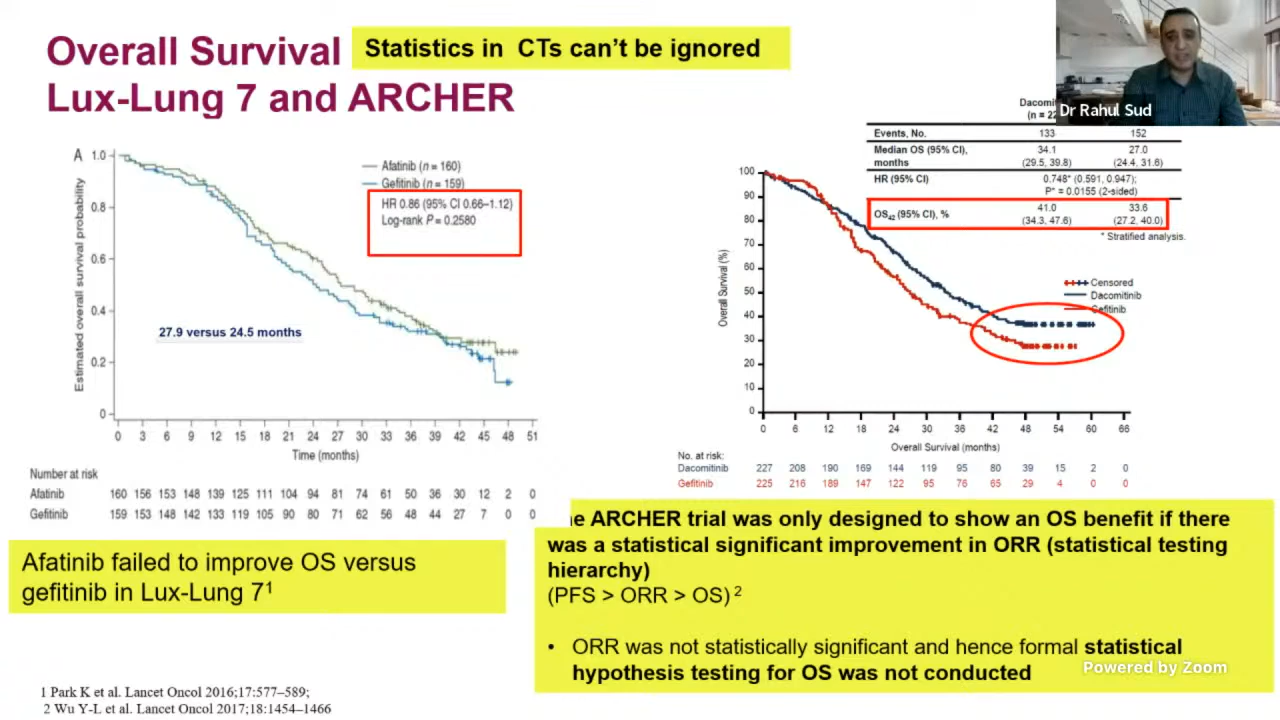 Overall Survival
Lux-Lung 7 and ARCHER
Statistics in CTs can't be ignored
Dr Rahul Sud
A
Afatinib (n = 160)
Gefitinib (n = 159)
HR 0.86 (95% CI 0.66–1.12)
Log-rank P = 0.2580
27.9 versus 24.5 months
Estimated overall survival probability
1.0
0.8
0.6
0.4
0.2
0
0 3 6 9 12 15 18 21 24 27 30 33 36 39 42 45 48 51
Time (months)
Number at risk
Afatinib 160 156 153 148 139 125 111 104 94 81 74 61 50 36 30 12 2 0
Gefitinib 159 153 148 142 133 119 105 90 80 71 62 56 48 44 27 7 0 0
Afatinib failed to improve OS versus
gefitinib in Lux-Lung 7¹
(n = 22
Events, No. 133 152
Median OS (95% CI), months 34.1 (29.5, 39.8) 27.0 (24.4, 31.6)
HR (95% CI) 0.748* (0.591, 0.947);
P* = 0.0155 (2-sided)
OS42 (95% CI), % 41.0 (34.3, 47.6) 33.6 (27.2, 40.0)
* Stratified analysis.
Censored
Dacomitinib
Overall Survival (%)
100
90
80
70
60
50
40
30
20
10
0
0 6 12 18 24 30 36 42 48 54 60 66
Overall Survival (months)
No. at risk:
Dacomitinib 227 208 190 169 144 119 95 80 39 15 2 0
Gefitinib 225 216 189 147 122 95 76 65 29 4 0 0
ARCHER trial was only designed to show an OS benefit if there
was a statistical significant improvement in ORR (statistical testing
hierarchy)
(PFS > ORR > OS) ²
• ORR was not statistically significant and hence formal statistical
hypothesis testing for OS was not conducted
Powered by Zoom
1 Park K et al. Lancet Oncol 2016;17:577–589;
2 Wu Y-L et al. Lancet Oncol 2017;18:1454–1466